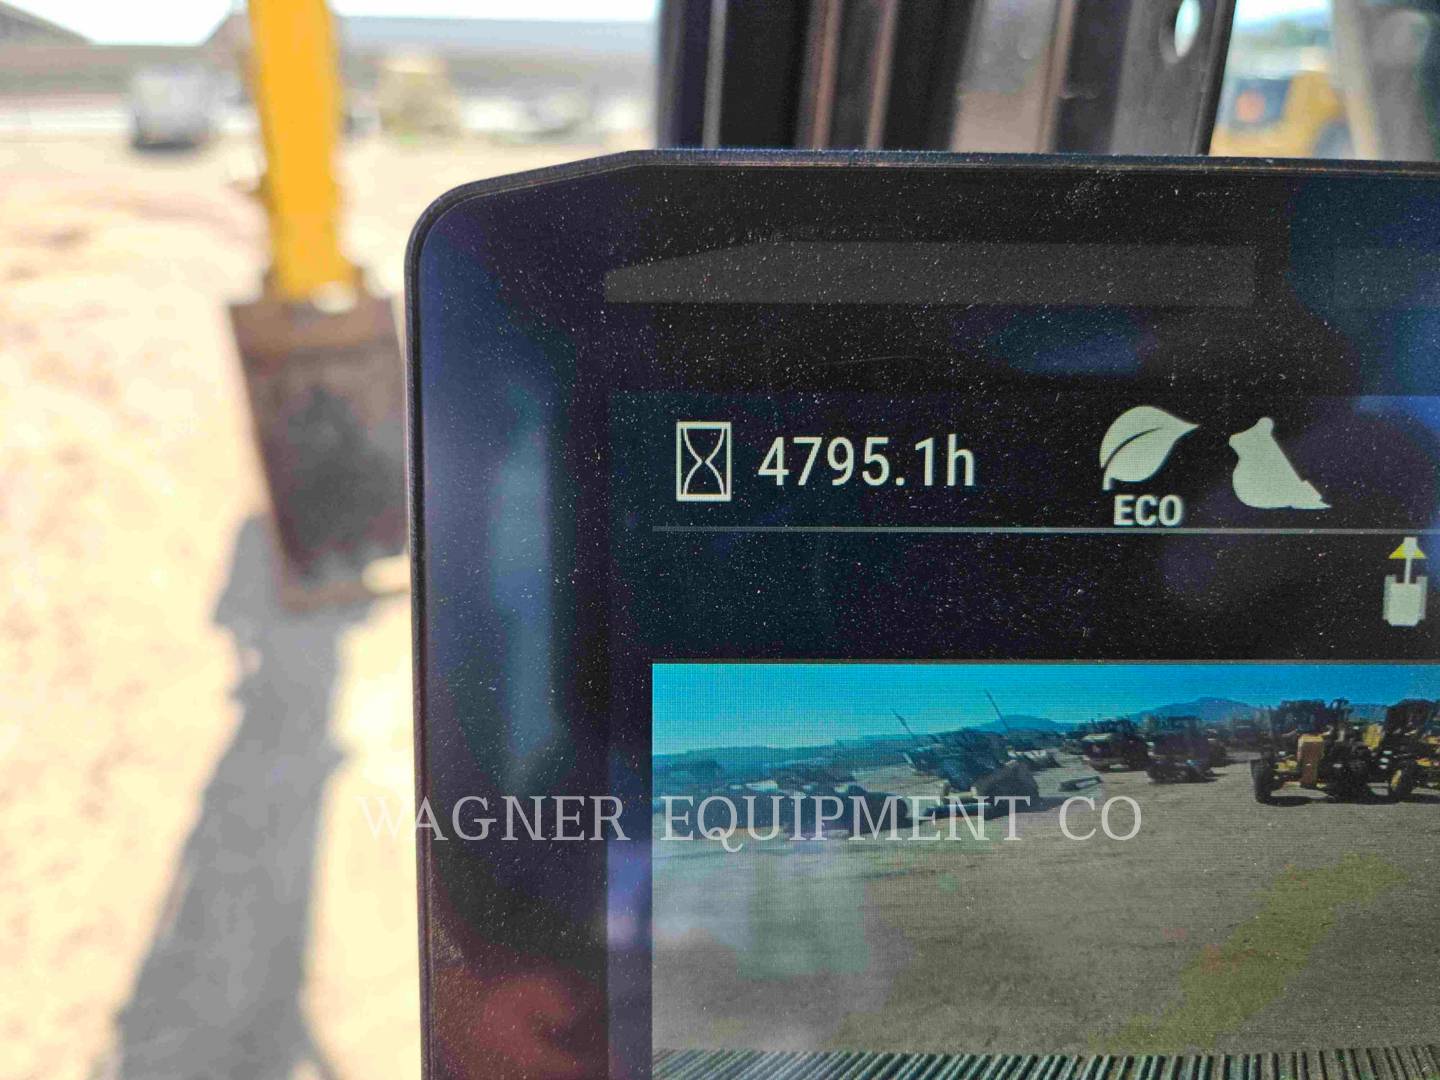 4795.1h
ECO
WAGNER EQUIPMENT CO